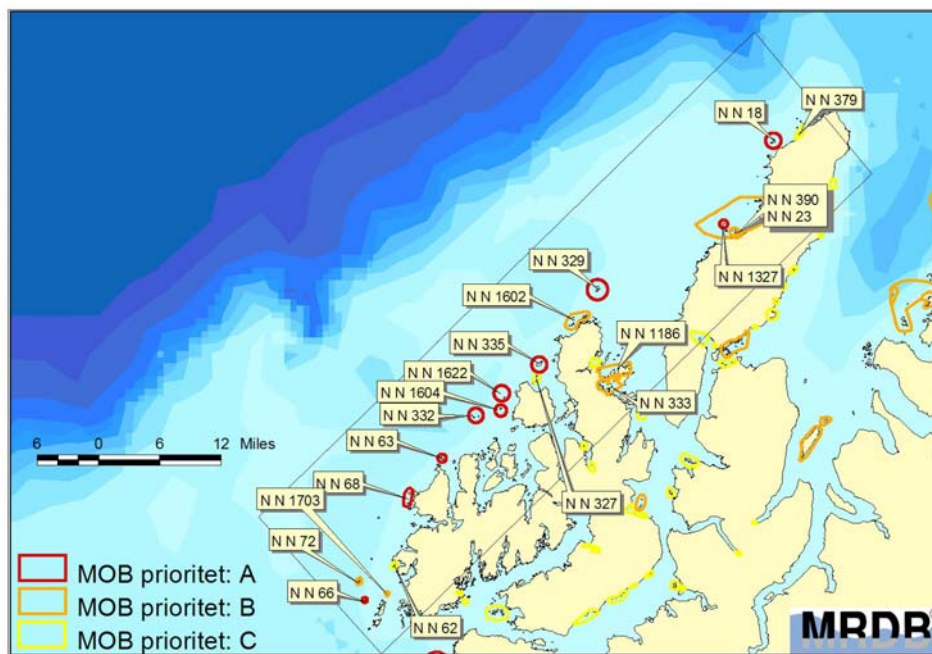 N N 379
N N 18
N N 390
N N 23
N N 329
N N 1327
N N 1602
N N 335
N N 1186
N N 1622
N N 1604
N N 333
N N 332
6 0 6 12 Miles
N N 63
N N 68
N N 1703
N N 327
N N 72
N N 66
N N 62
MOB prioritet: A
MOB prioritet: B
MOB prioritet: C
MRDB